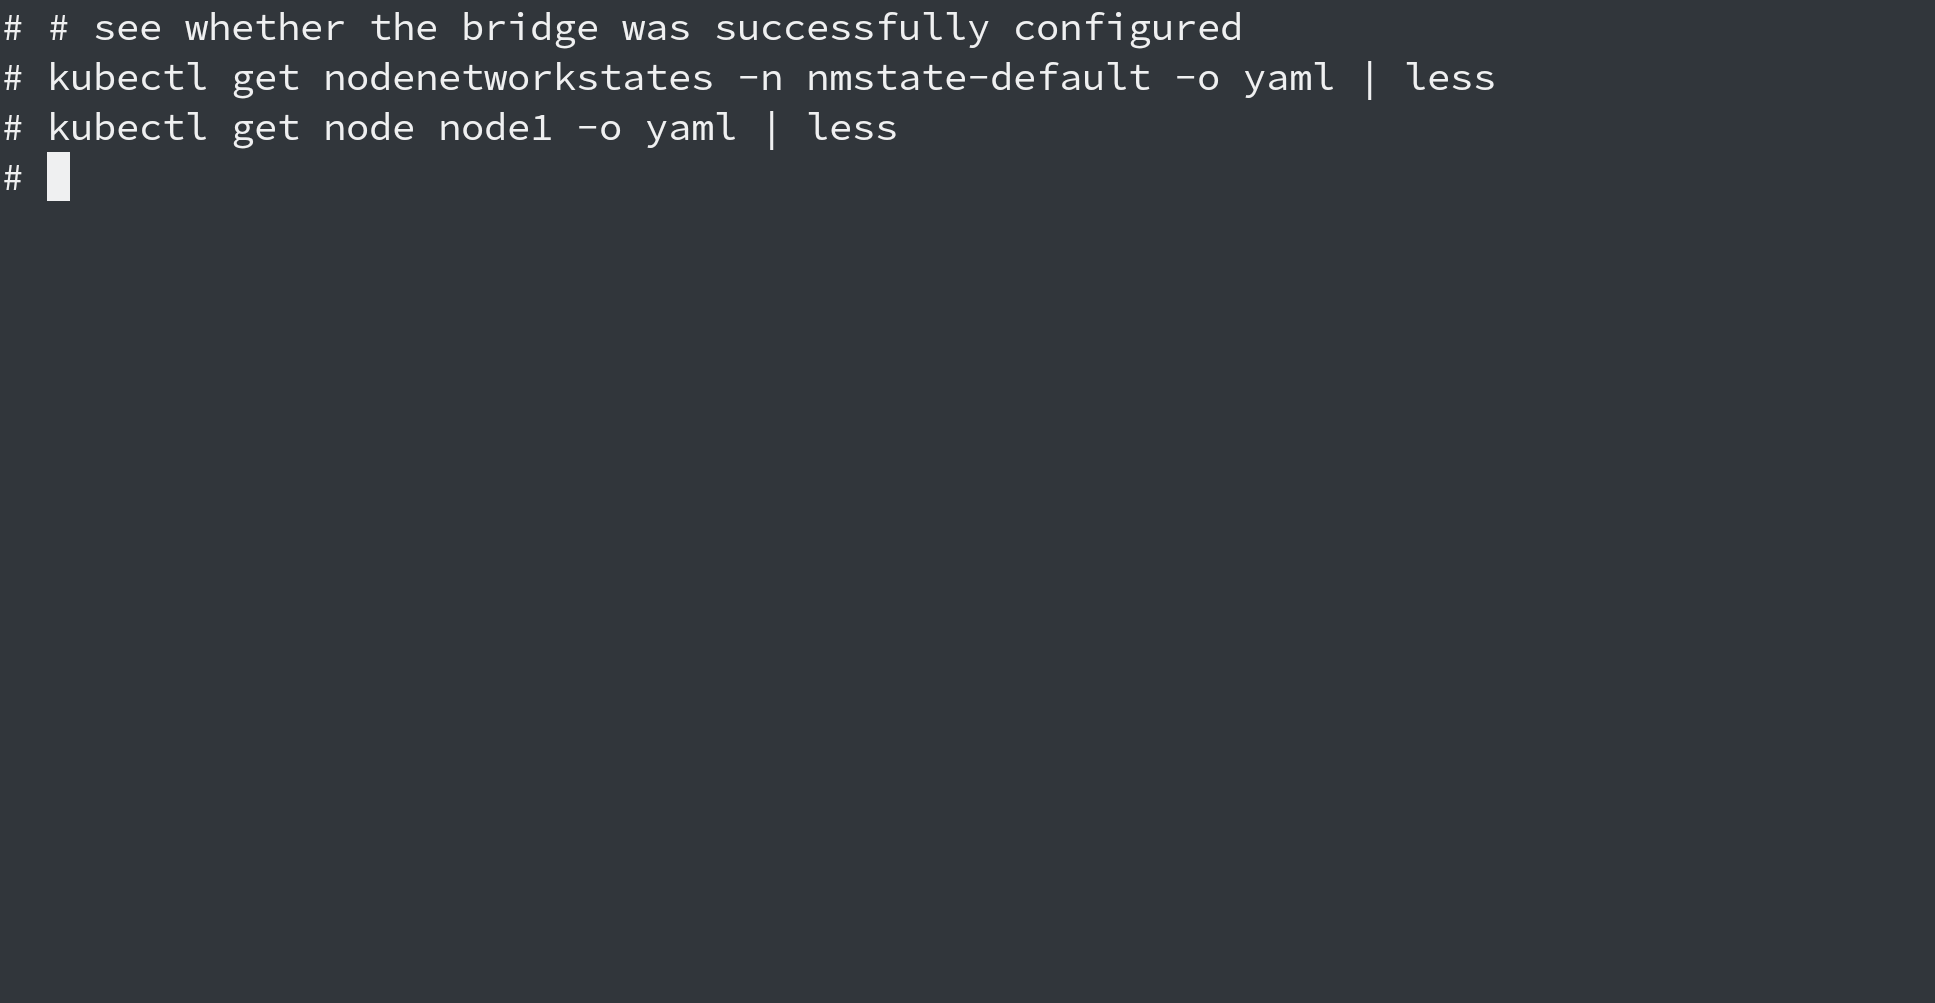 # # see whether the bridge was successfully configured
# kubectl get nodenetworkstates -n nmstate-default -o yaml | less
# kubectl get node node1 -o yaml | less
#